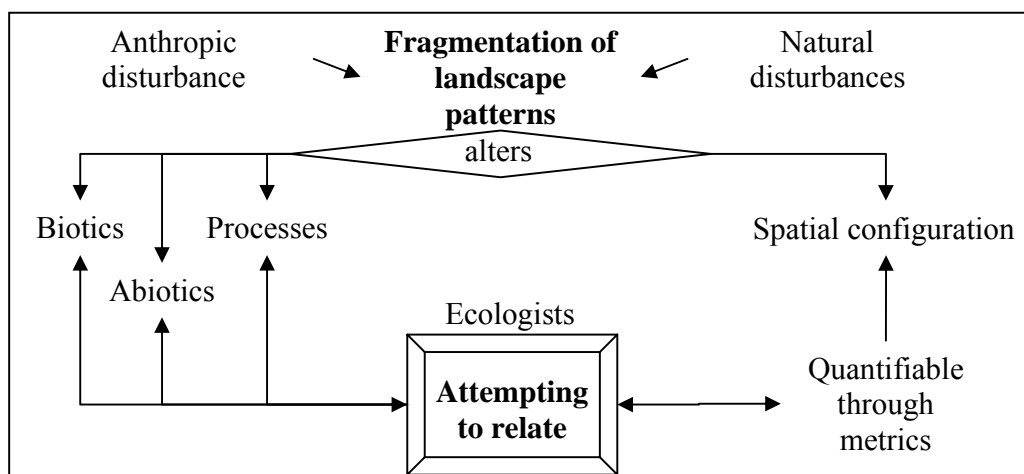 Anthropic
disturbance
Fragmentation of
landscape
patterns
Natural
disturbances
alters
Biotics
Processes
Spatial configuration
Abiotics
Ecologists
Attempting
to relate
Quantifiable
through
metrics